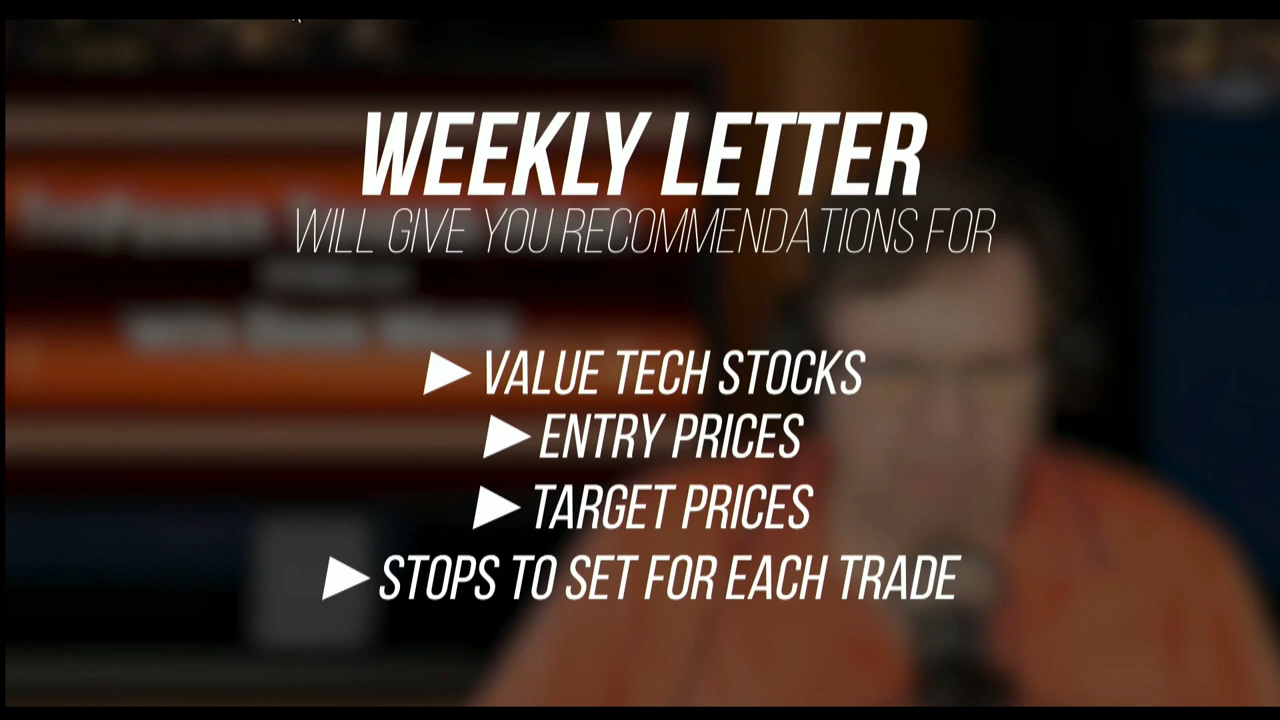 WEEKLY LETTER
WILL GIVE YOU RECOMMENDATIONS FOR
▶ VALUE TECH STOCKS
▶ ENTRY PRICES
▶ TARGET PRICES
▶ STOPS TO SET FOR EACH TRADE